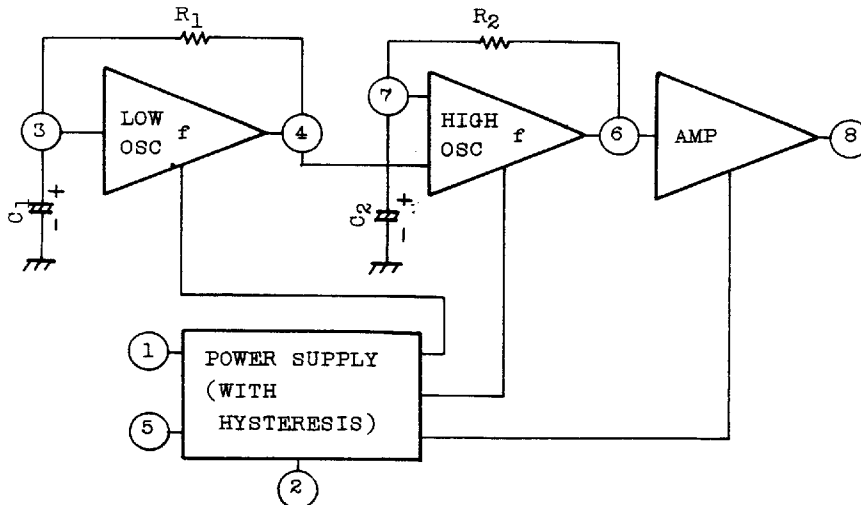 R1
R2
3
LOW
OSC f
4
7
HIGH
OSC f
6
AMP
8
C1
+
-
C2
+
-
1
POWER SUPPLY
(WITH
HYSTERESIS)
5
2